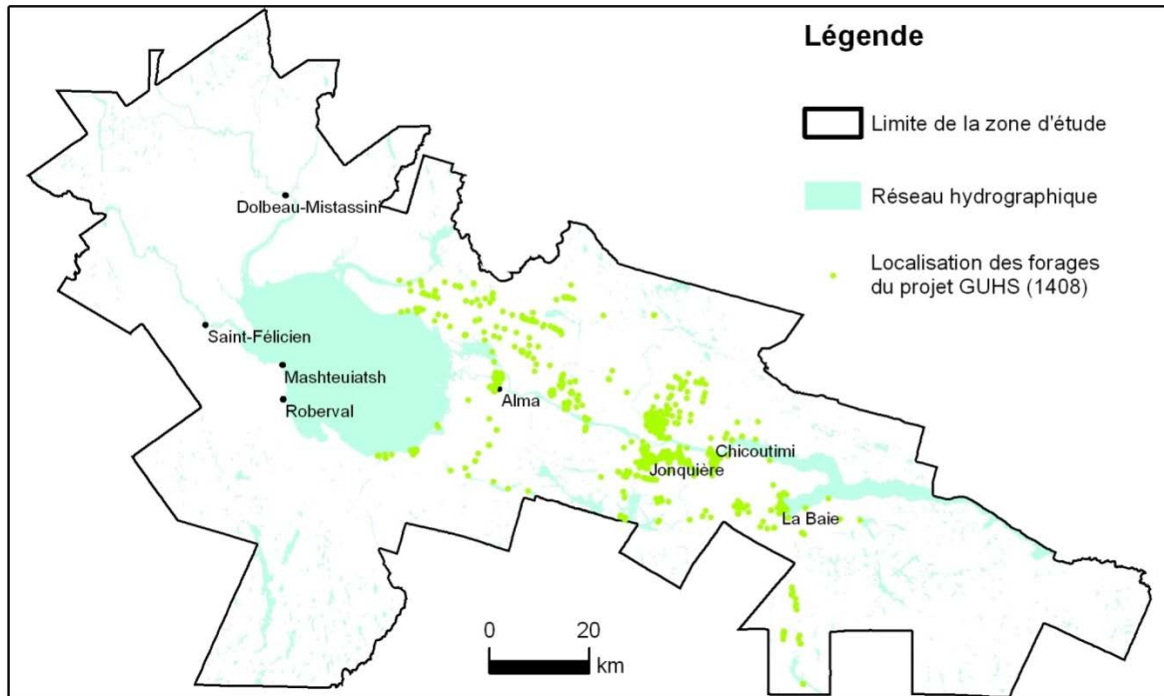 Légende
Limite de la zone d'étude
Réseau hydrographique
Localisation des forages
du projet GUHS (1408)
Dolbeau-Mistassini
Saint-Félicien
Mashteuiatsh
Roberval
Alma
Chicoutimi
Jonquière
La Baie
0 20
km